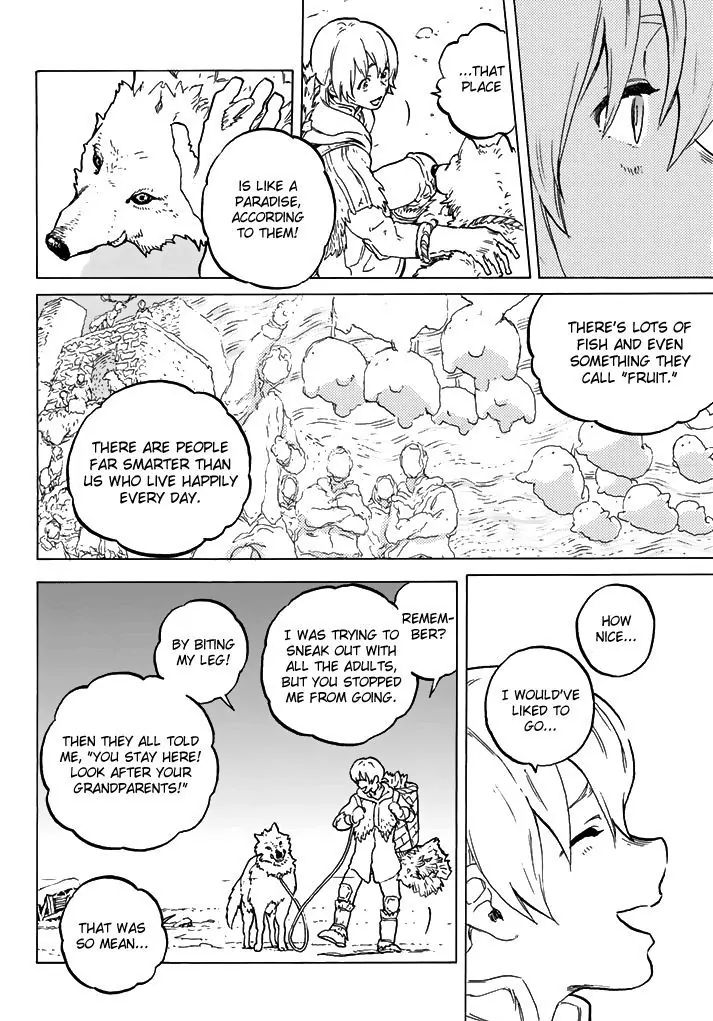 ...THAT
PLACE
IS LIKE A
PARADISE,
ACCORDING
TO THEM!
THERE'S LOTS OF
FISH AND EVEN
SOMETHING THEY
CALL "FRUIT."
THERE ARE PEOPLE
FAR SMARTER THAN
US WHO LIVE HAPPILY
EVERY DAY.
HOW
NICE...
I WOULD'VE
LIKED TO
GO...
REMEM-
BER?
I WAS TRYING TO
SNEAK OUT WITH
ALL THE ADULTS,
BUT YOU STOPPED
ME FROM GOING.
BY BITING
MY LEG!
THEN THEY ALL TOLD
ME, "YOU STAY HERE!
LOOK AFTER YOUR
GRANDPARENTS!"
THAT WAS
SO MEAN...